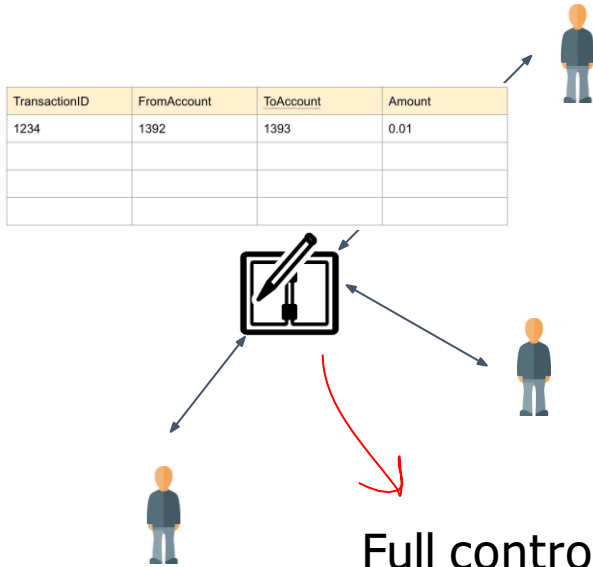 TransactionID FromAccount ToAccount Amount
1234 1392 1393 0.01
Full contro